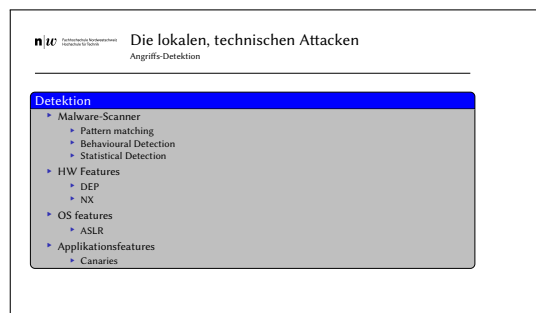 n|w Fachhochschule Nordwestschweiz
Hochschule für Technik
Die lokalen, technischen Attacken
Angriffs-Detektion
Detektion
Malware-Scanner
Pattern matching
Behavioural Detection
Statistical Detection
HW Features
DEP
NX
OS features
ASLR
Applikationsfeatures
Canaries